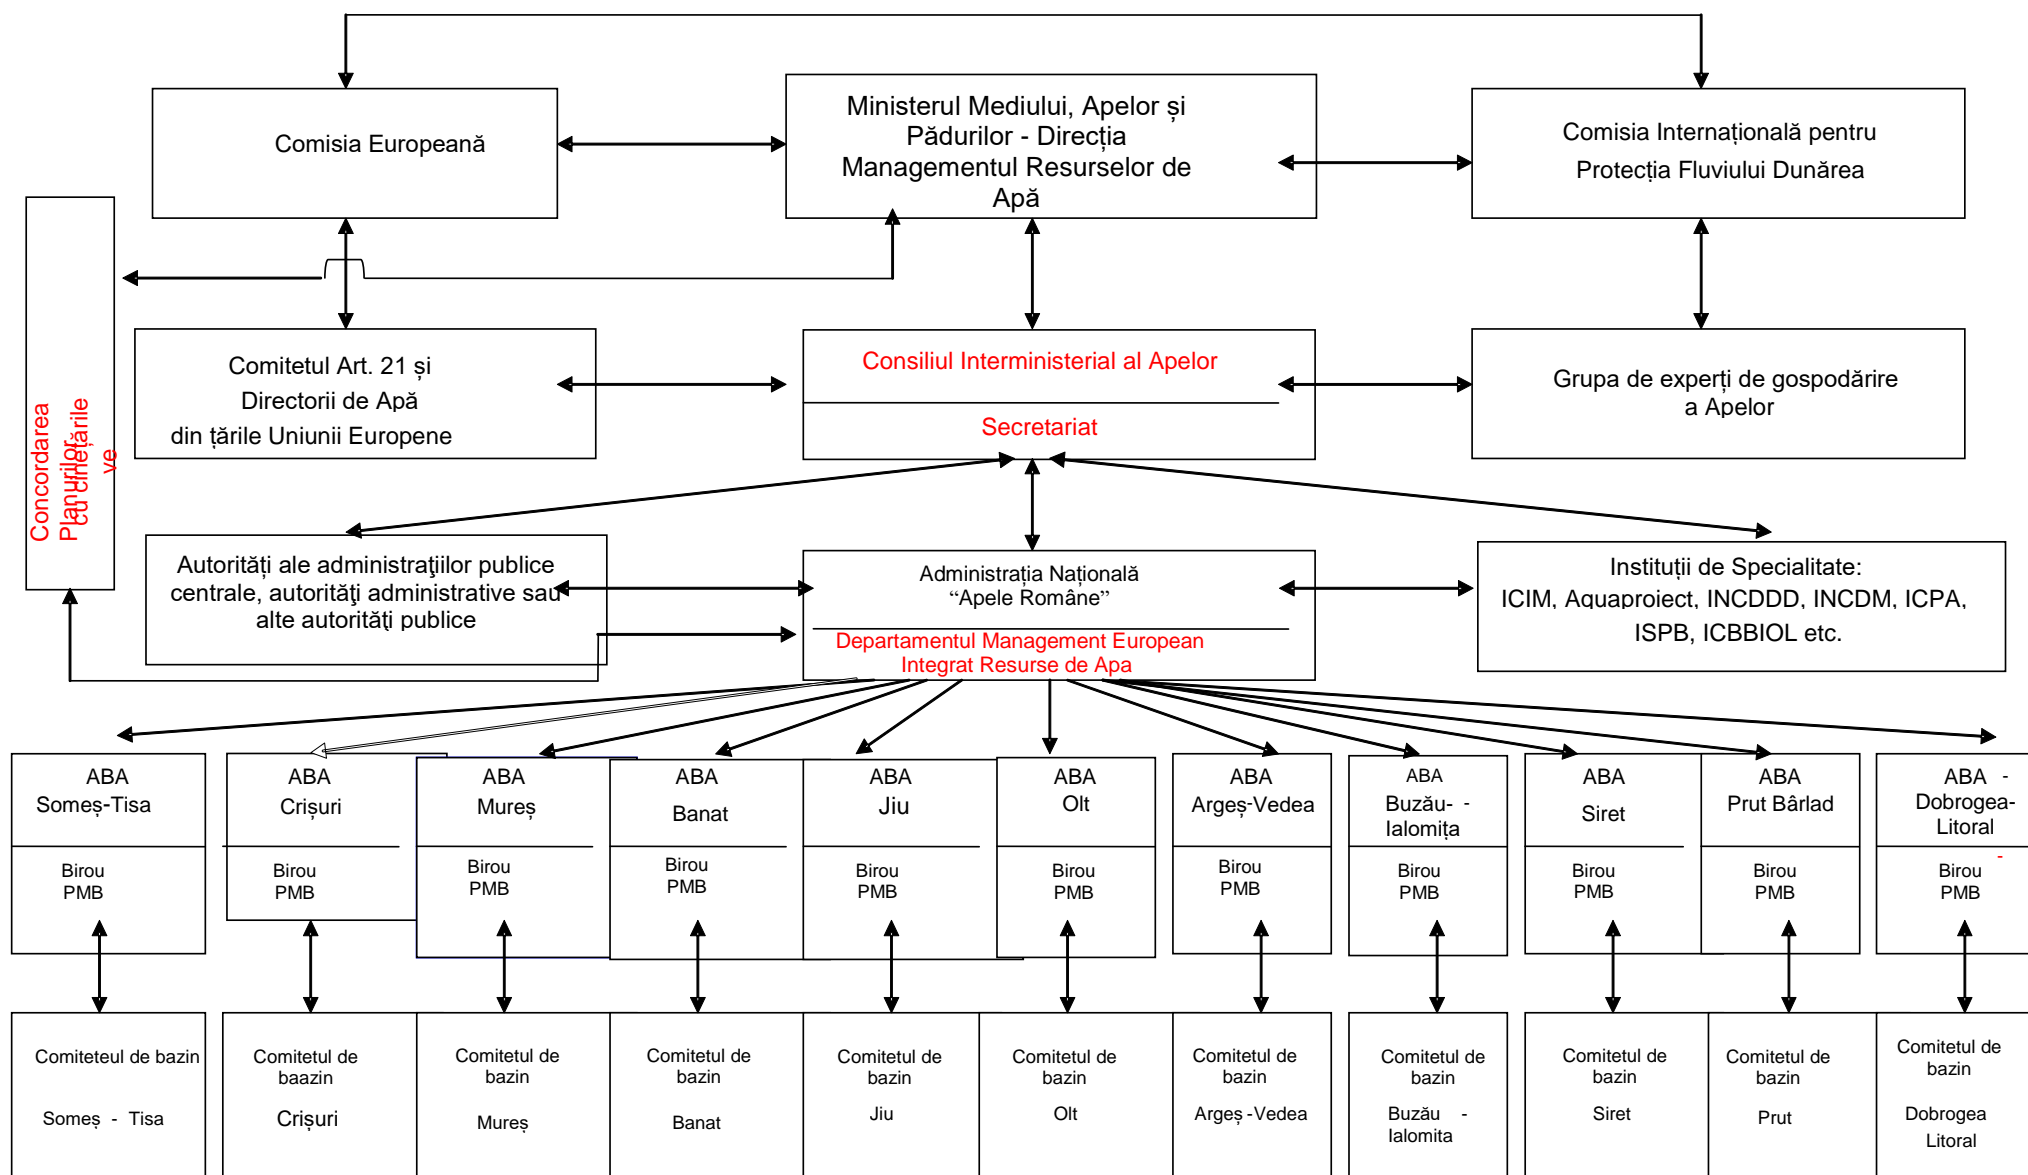 Comisia Europeană
Ministerul Mediului, Apelor și
Pădurilor - Direcția
Managementul Resurselor de
Apă
Comisia Internațională pentru
Protecția Fluviului Dunărea
Concordarea
Planurilor
cu cinețările
ve
Comitetul Art. 21 și
Directorii de Apă
din țările Uniunii Europene
Consiliul Interministerial al Apelor
Secretariat
Grupa de experți de gospodărire
a Apelor
Autorități ale administraţiilor publice
centrale, autorităţi administrative sau
alte autorităţi publice
Administrația Națională
“Apele Române”
Departamentul Management European
Integrat Resurse de Apa
Instituții de Specialitate:
ICIM, Aquaproiect, INCDDD, INCDM, ICPA,
ISPB, ICBBIOL etc.
ABA
Someș-Tisa
Birou
PMB
ABA
Crișuri
Birou
PMB
ABA
Mureș
Birou
PMB
ABA
Banat
Birou
PMB
ABA
Jiu
Birou
PMB
ABA
Olt
Birou
PMB
ABA
Argeș-Vedea
Birou
PMB
ABA
Buzău- -
Ialomița
Birou
PMB
ABA
Siret
Birou
PMB
ABA
Prut Bârlad
Birou
PMB
ABA -
Dobrogea-
Litoral
-
Birou
PMB
Comiteteul de bazin
Someș - Tisa
Comitetul de
baazin
Crișuri
Comitetul de
bazin
Mureș
Comitetul de
bazin
Banat
Comitetul de
bazin
Jiu
Comitetul de
bazin
Olt
Comitetul de
bazin
Argeș -Vedea
Comitetul de
bazin
Buzău -
Ialomita
Comitetul de
bazin
Siret
Comitetul de
bazin
Prut
Comitetul de
bazin
Dobrogea
Litoral